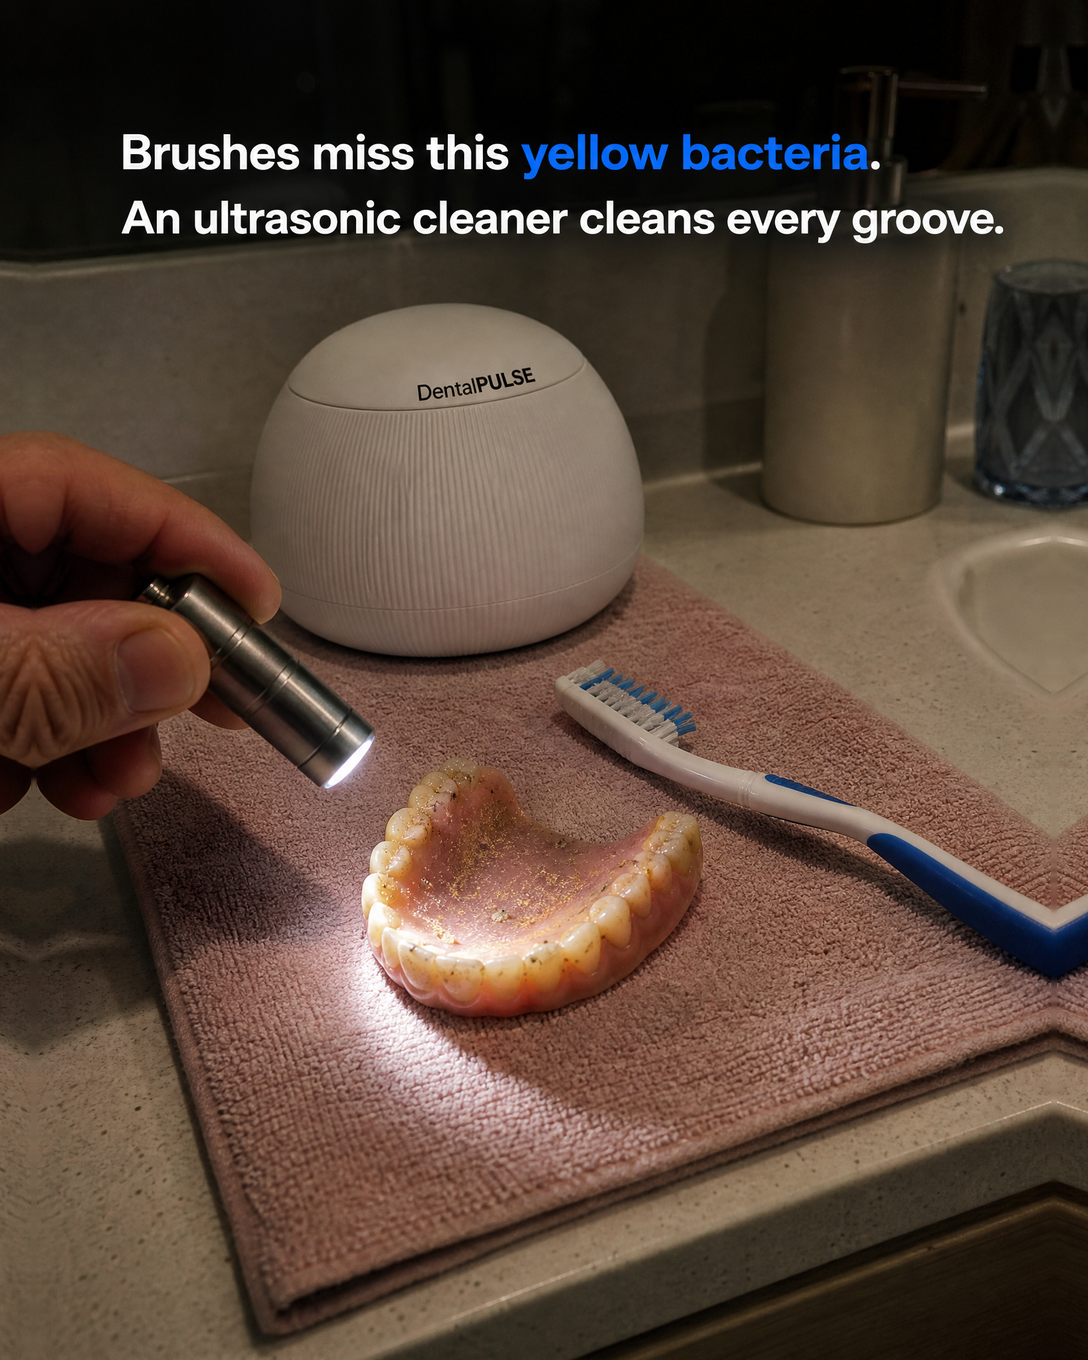 Brushes miss this yellow bacteria.
An ultrasonic cleaner cleans every groove.
DentalPULSE